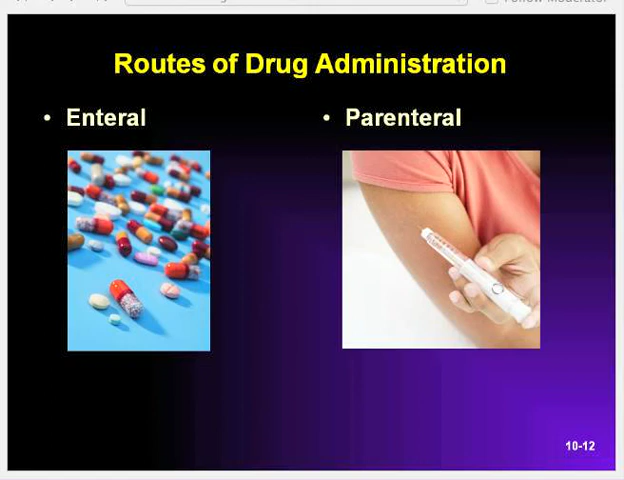 Routes of Drug Administration
• Enteral
• Parenteral
10-12